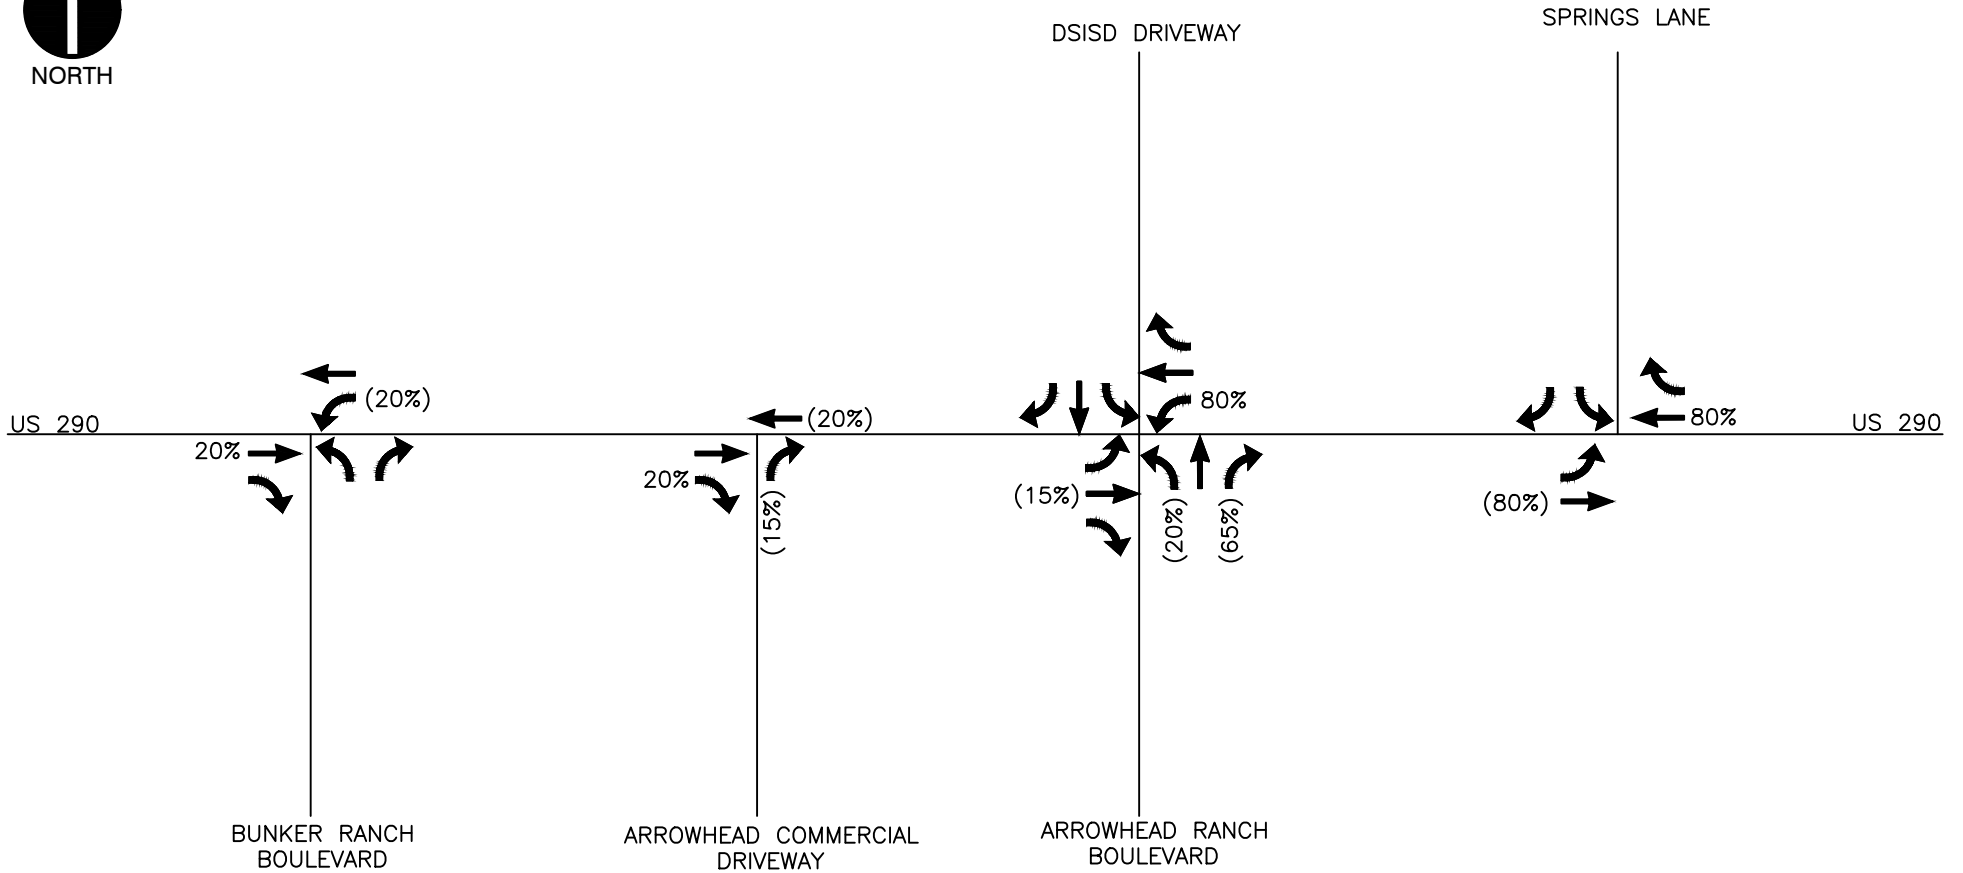 SPRINGS LANE
DSISD DRIVEWAY
NORTH
(20%)
80%
US 290
(20%)
80%
US 290
20%
20%
(15%)
(15%)
(20%)
(65%)
(80%)
BUNKER RANCH
BOULEVARD
ARROWHEAD COMMERCIAL
DRIVEWAY
ARROWHEAD RANCH
BOULEVARD